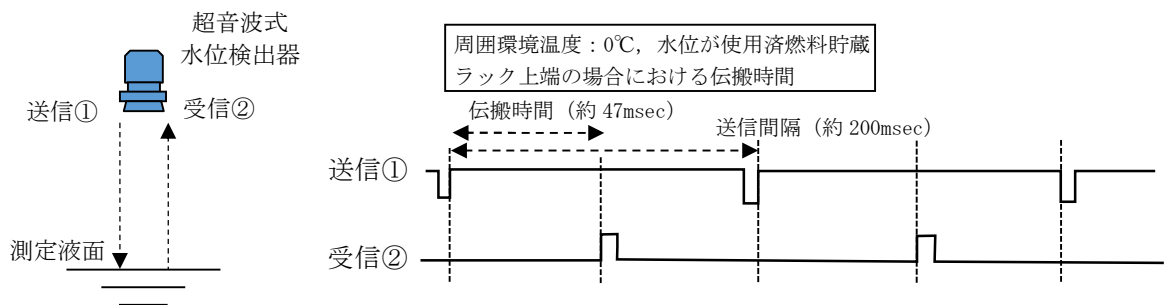 超音波式
水位検出器
送信①
受信②
測定液面
周囲環境温度：0℃，水位が使用済燃料貯蔵
ラック上端の場合における伝搬時間
伝搬時間（約 47msec）
送信間隔（約 200msec）
送信①
受信②